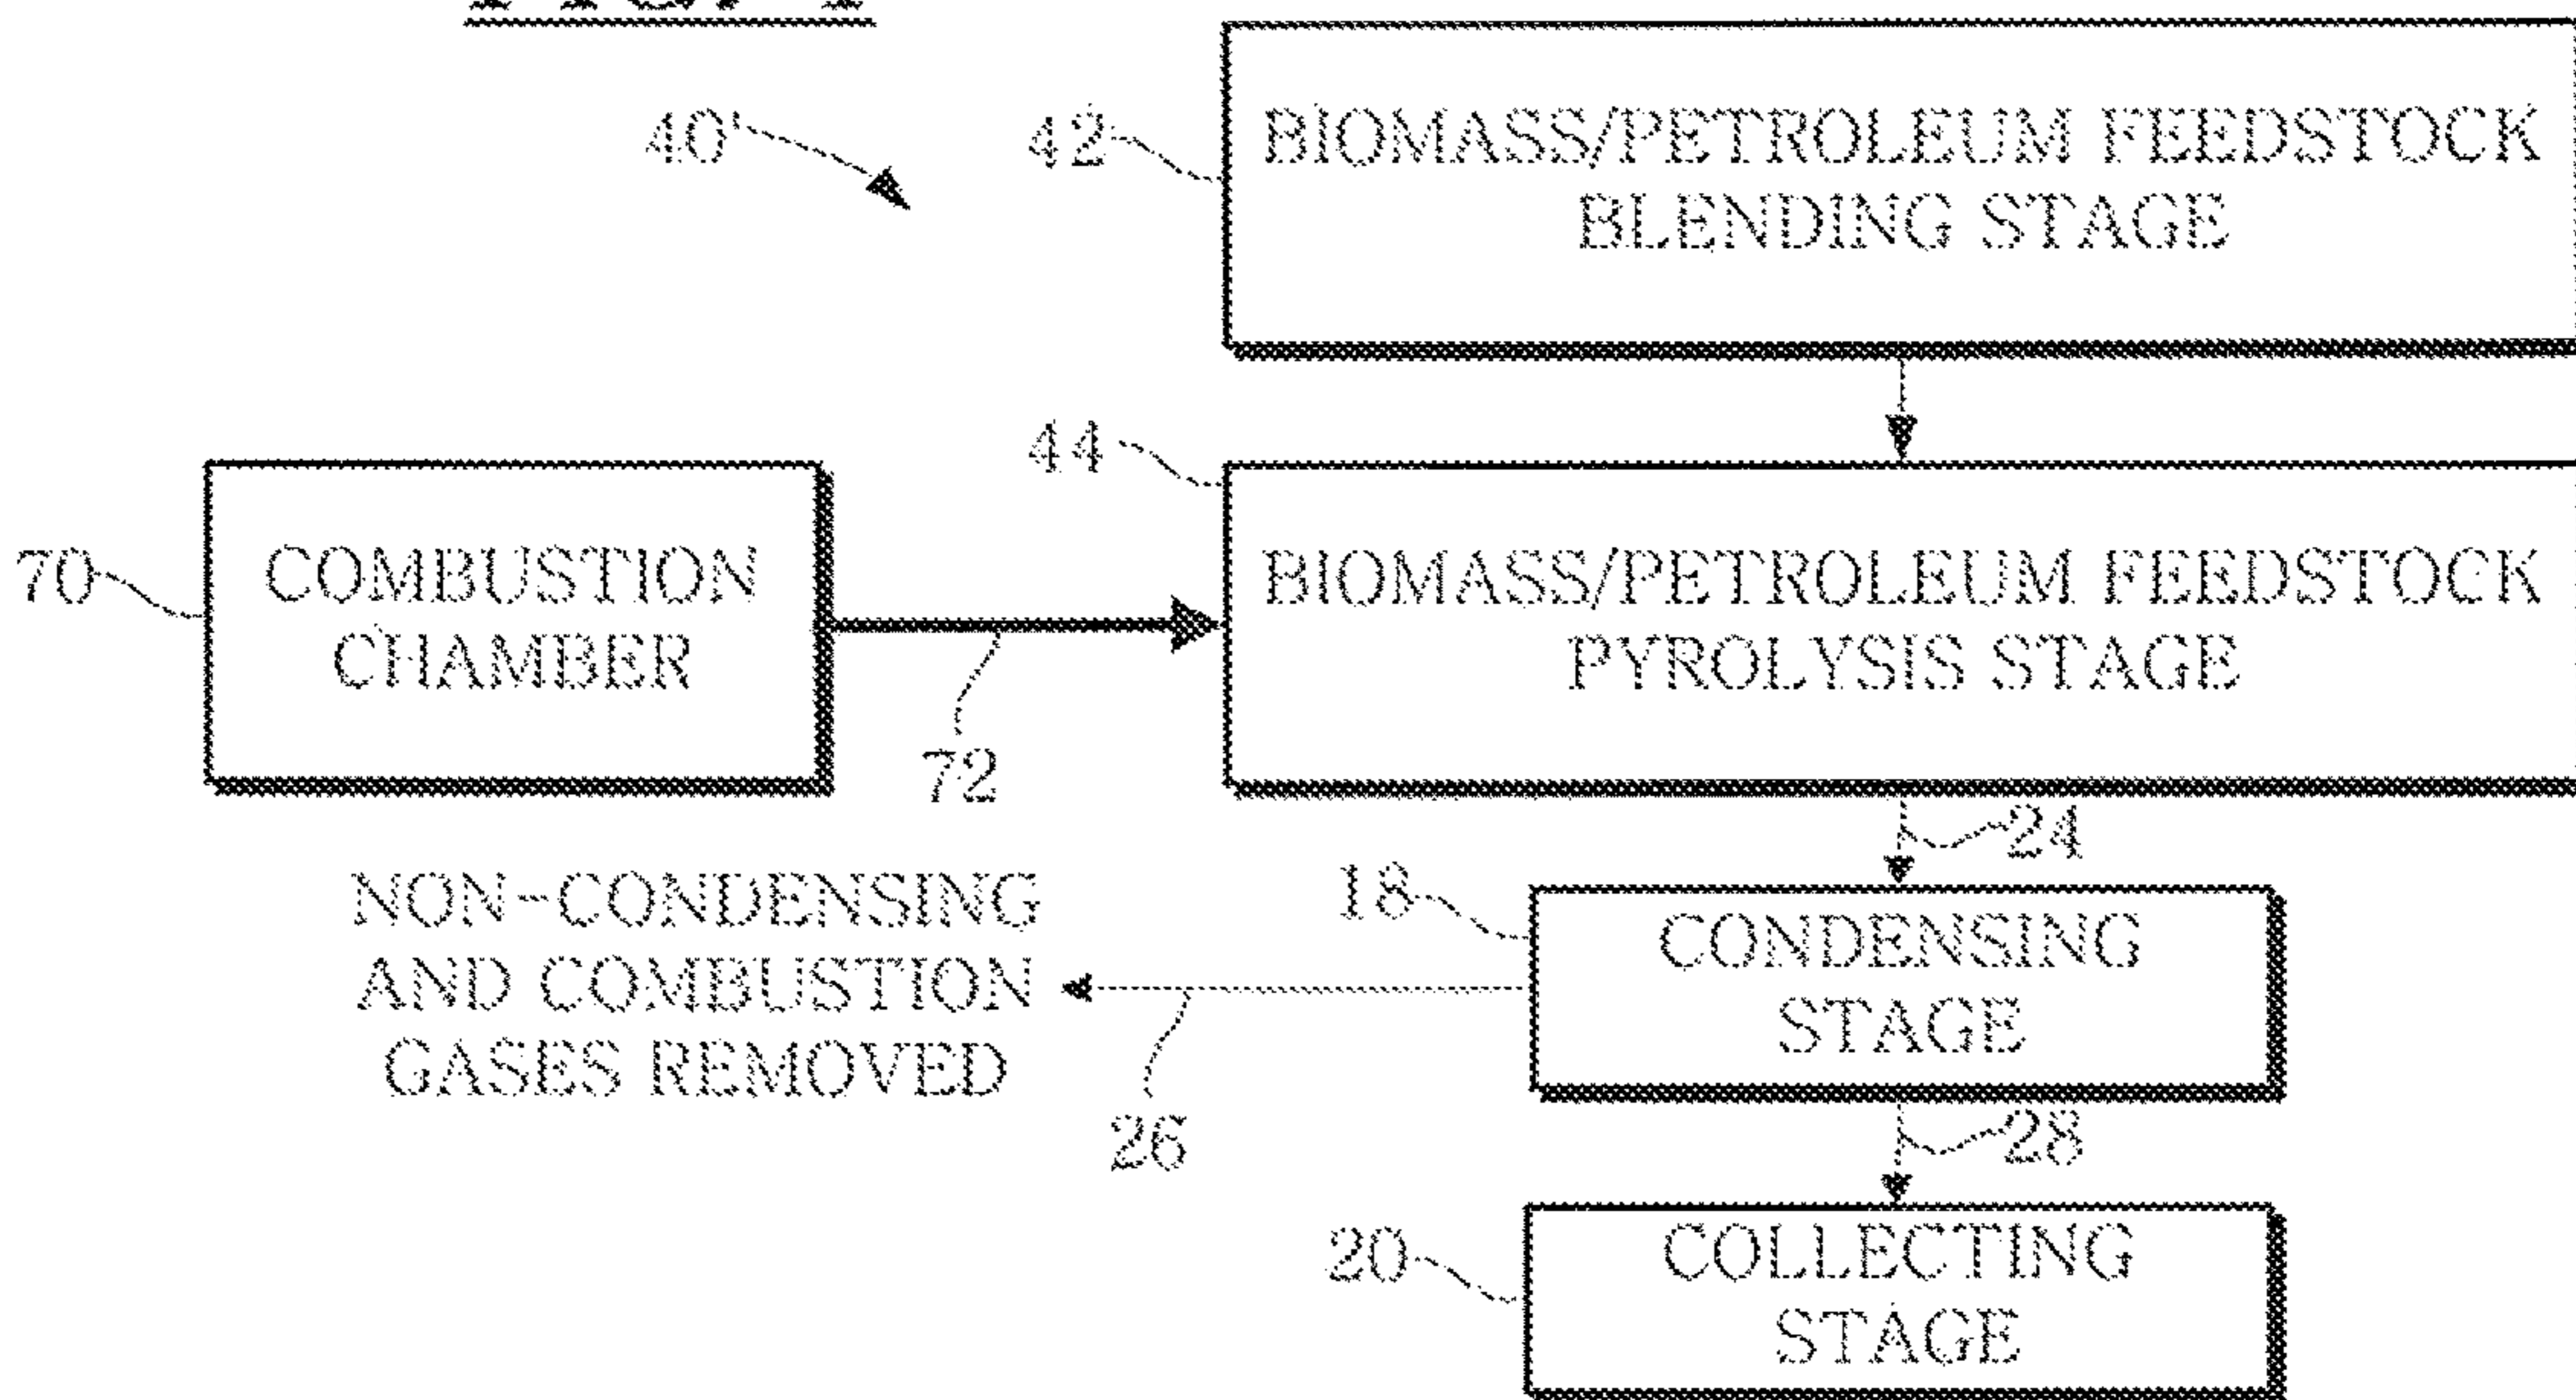 40'
42
BIOMASS/PETROLEUM FEEDSTOCK
BLENDING STAGE
44
70
COMBUSTION
CHAMBER
BIOMASS/PETROLEUM FEEDSTOCK
PYROLYSIS STAGE
72
24
NON-CONDENSING
AND COMBUSTION
GASES REMOVED
18
CONDENSING
STAGE
26
28
20
COLLECTING
STAGE